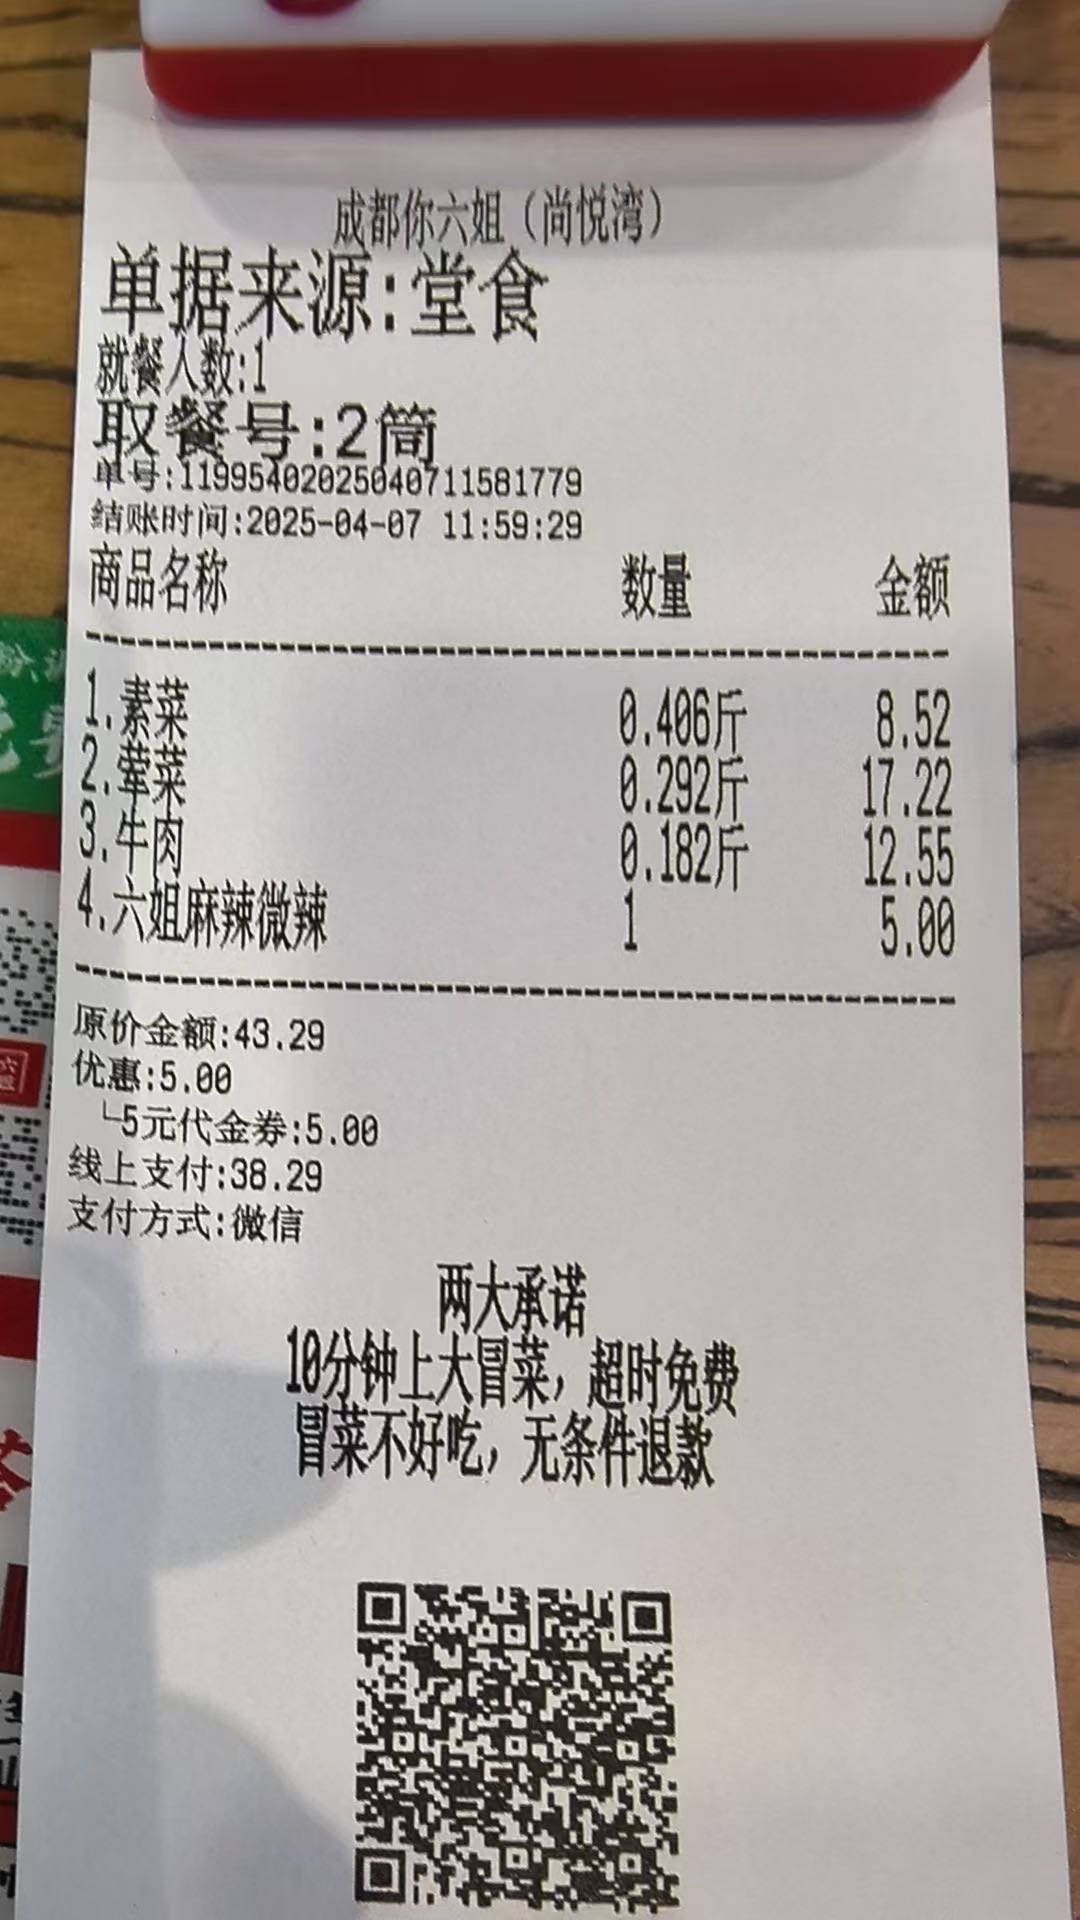 成都你六姐（尚悦湾）
单据来源:堂食
就餐人数:1
取餐号:2筒
单号:11995402025040711581779
结账时间:2025-04-07 11:59:29
商品名称 数量 金额
1.素菜 0.406斤 8.52
2.荤菜 0.292斤 17.22
3.牛肉 0.182斤 12.55
4.六姐麻辣微辣 1 5.00
原价金额:43.29
优惠:5.00
└5元代金券:5.00
线上支付:38.29
支付方式:微信
两大承诺
10分钟上大冒菜，超时免费
冒菜不好吃，无条件退款